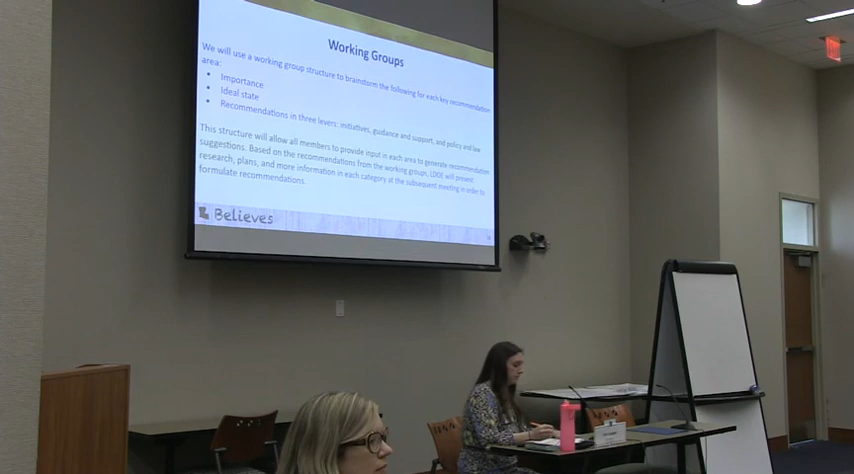 Working Groups
We will use a working group structure to brainstorm the following for each key recommendation
area:
• Importance
• Ideal state
• Recommendations in three levers: initiatives, guidance and support, and policy and law
This structure will allow all members to provide input in each area to generate recommendation
suggestions. Based on the recommendations from the working groups, LDOE will present
research, plans, and more information in each category at the subsequent meeting in order to
formulate recommendations.
Believes